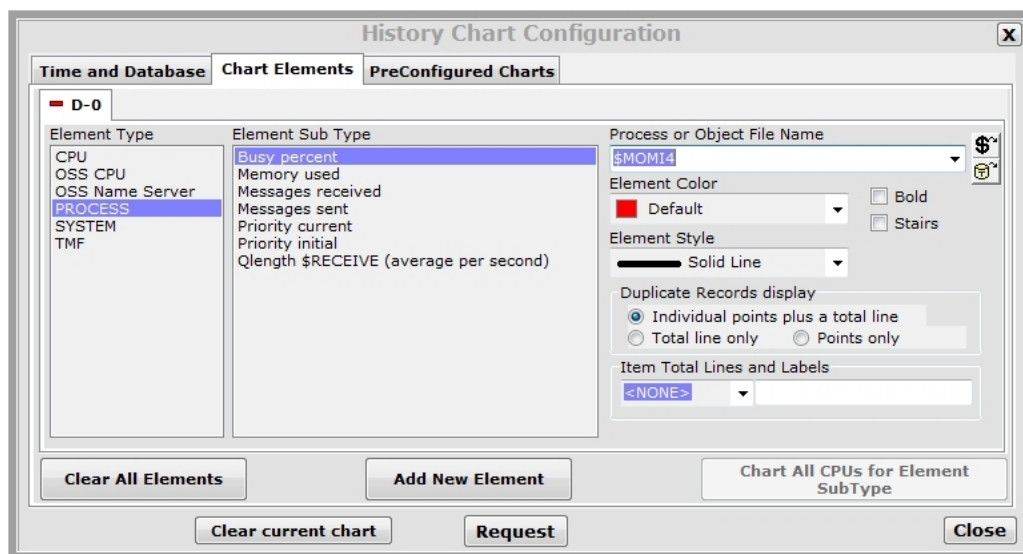 History Chart Configuration
X
Time and Database
Chart Elements
PreConfigured Charts
D-0
Element Type
CPU
OSS CPU
OSS Name Server
PROCESS
SYSTEM
TMF
Element Sub Type
Busy percent
Memory used
Messages received
Messages sent
Priority current
Priority initial
Qlength $RECEIVE (average per second)
Process or Object File Name
$MOMI4
$
Element Color
Default
Bold
Stairs
Element Style
Solid Line
Duplicate Records display
Individual points plus a total line
Total line only
Points only
Item Total Lines and Labels
<NONE>
Clear All Elements
Add New Element
Chart All CPUs for Element
SubType
Clear current chart
Request
Close